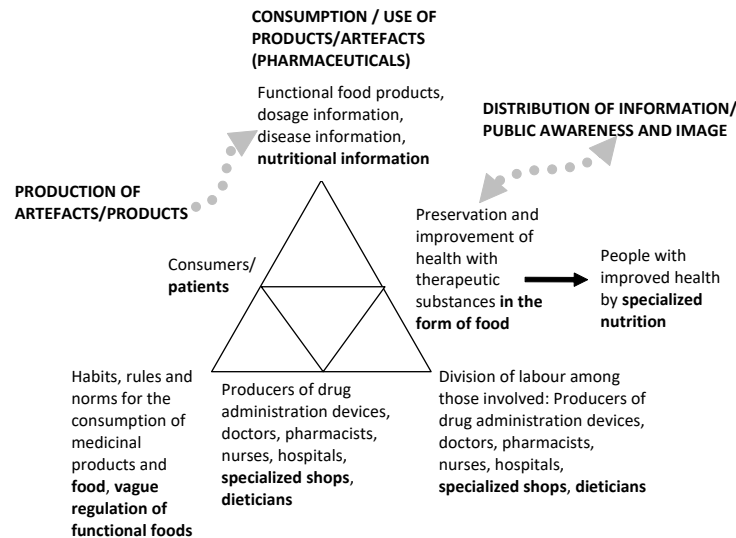 CONSUMPTION / USE OF
PRODUCTS/ARTEFACTS
(PHARMACEUTICALS)
Functional food products,
dosage information,
disease information,
nutritional information
DISTRIBUTION OF INFORMATION/
PUBLIC AWARENESS AND IMAGE
PRODUCTION OF
ARTEFACTS/PRODUCTS
Consumers/
patients
Preservation and
improvement of
health with
therapeutic
substances in the
form of food
People with
improved health
by specialized
nutrition
Habits, rules and
norms for the
consumption of
medicinal
products and
food, vague
regulation of
functional foods
Producers of drug
administration devices,
doctors, pharmacists,
nurses, hospitals,
specialized shops,
dieticians
Division of labour among
those involved: Producers of
drug administration devices,
doctors, pharmacists,
nurses, hospitals,
specialized shops, dieticians